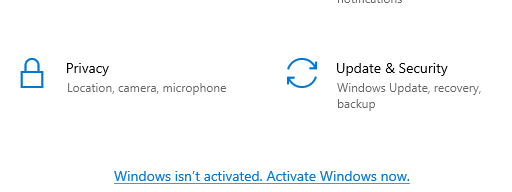 notifications
Privacy
Location, camera, microphone
Update & Security
Windows Update, recovery,
backup
Windows isn't activated. Activate Windows now.